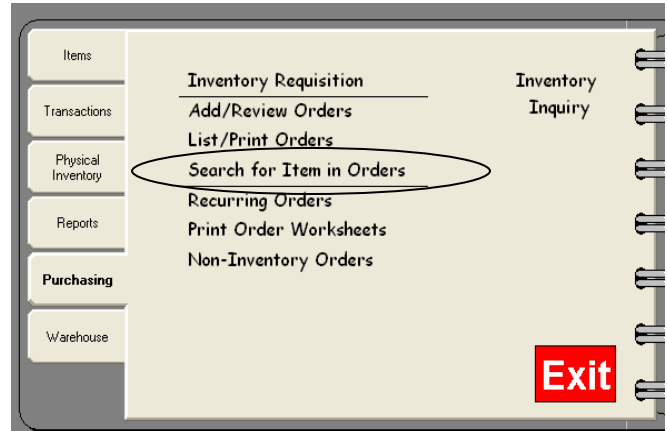 Items
Transactions
Physical
Inventory
Reports
Purchasing
Warehouse
Inventory Requisition
Add/Review Orders
List/Print Orders
Search for Item in Orders
Recurring Orders
Print Order Worksheets
Non-Inventory Orders
Inventory
Inquiry
Exit